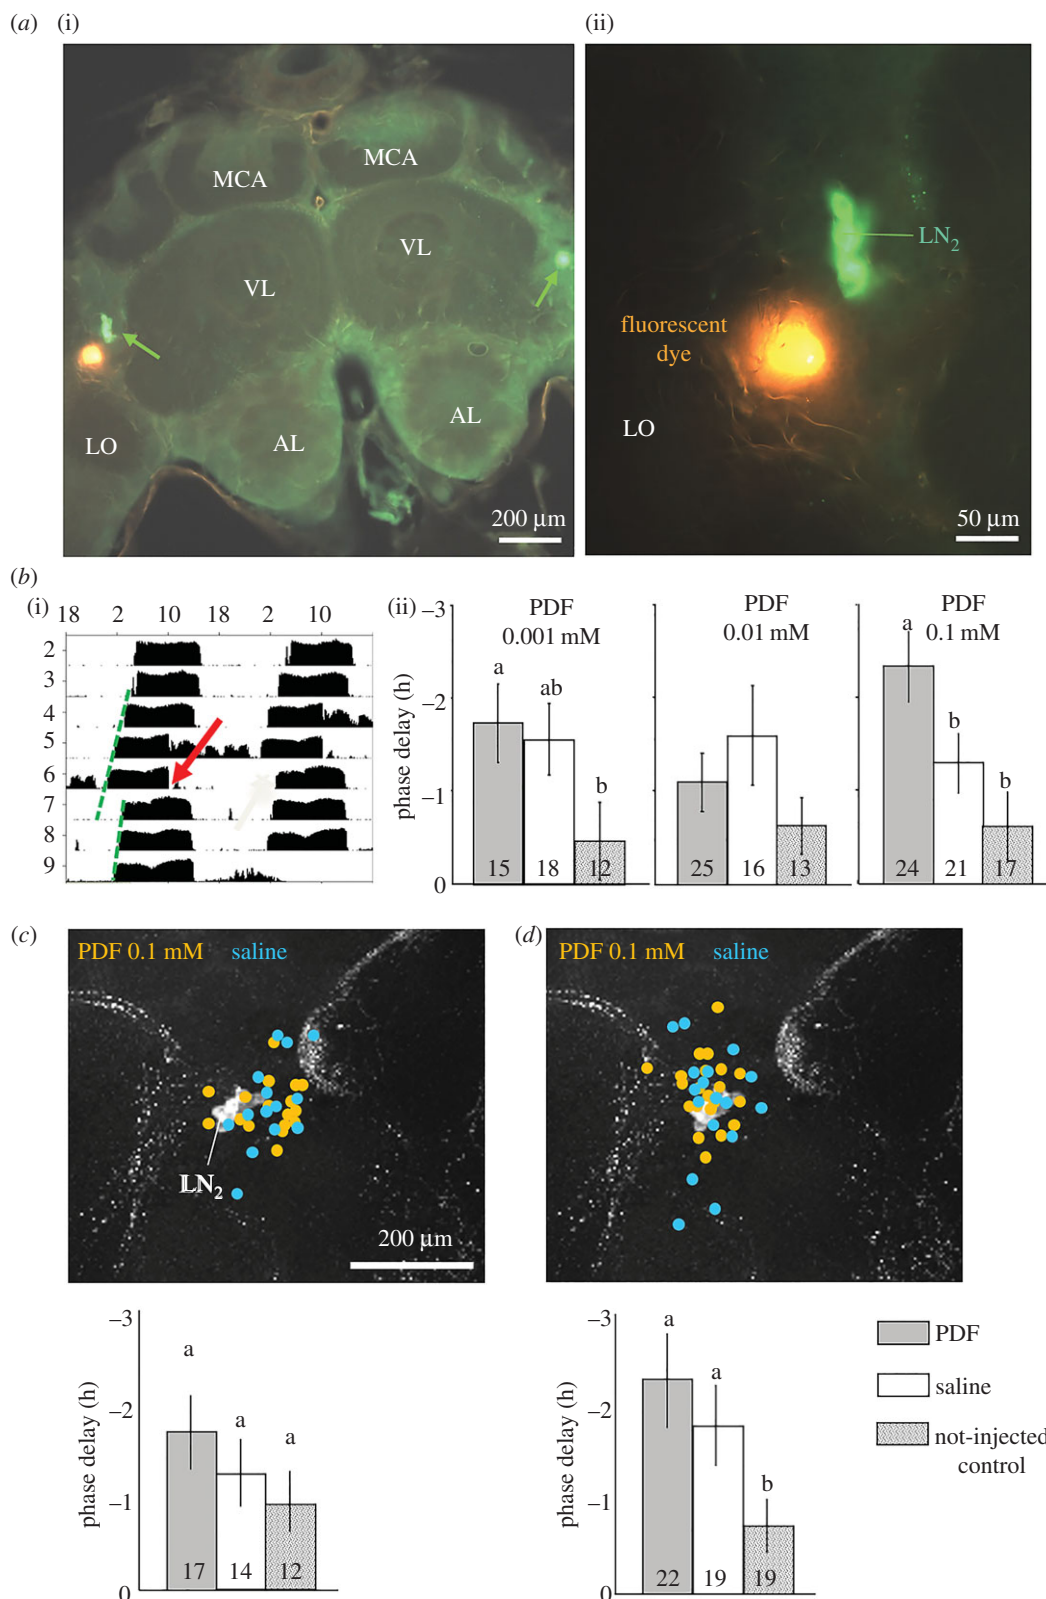 (a) (i)
(ii)
MCA
MCA
VL
VL
AL
AL
LO
200 µm
LN2
fluorescent
dye
LO
50 µm
(b)
(i)
18 2 10 18 2 10
2
3
4
5
6
7
8
9
(ii)
phase delay (h)
–3
–2
–1
0
PDF
0.001 mM
a
ab
b
15 18 12
PDF
0.01 mM
25 16 13
PDF
0.1 mM
a
b
b
24 21 17
(c)
PDF 0.1 mM saline
LN2
200 µm
(d)
PDF 0.1 mM saline
phase delay (h)
–3
–2
–1
0
a
a
a
17 14 12
phase delay (h)
–3
–2
–1
0
a
a
b
22 19 19
PDF
saline
not-injected
control